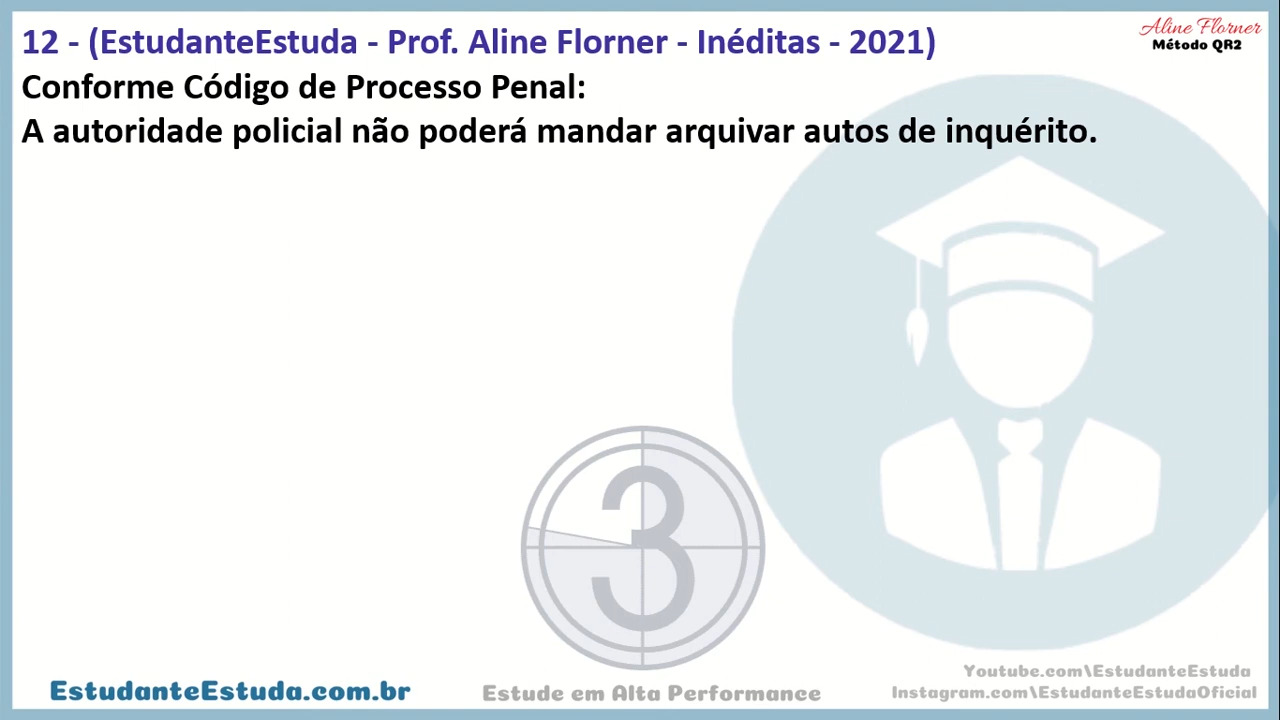 12 - (EstudanteEstuda - Prof. Aline Florner - Inéditas - 2021)
Aline Florner
Método QR2
Conforme Código de Processo Penal:
A autoridade policial não poderá mandar arquivar autos de inquérito.
3
EstudanteEstuda.com.br
Estude em Alta Performance
Youtube.com\EstudanteEstuda
Instagram.com\EstudanteEstudaOficial